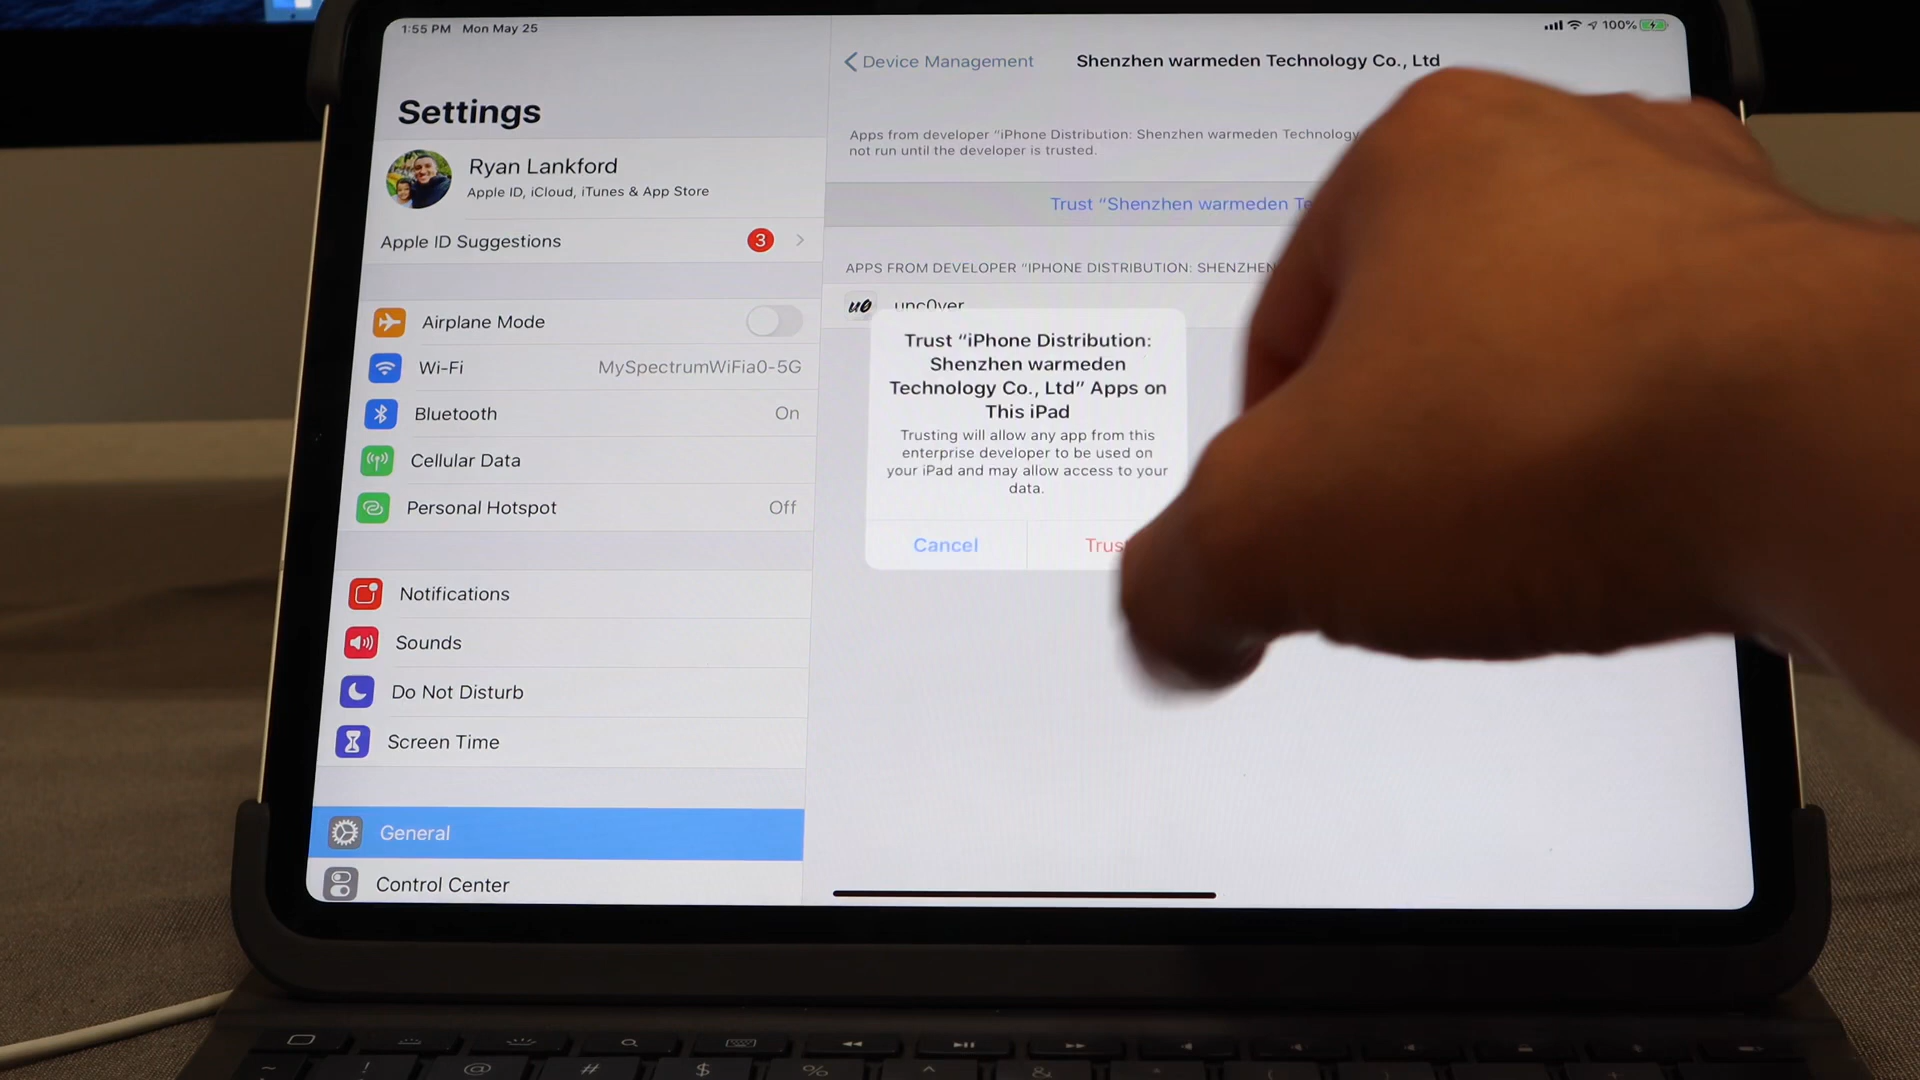 1:55 PM Mon May 25
100%
Settings
Ryan Lankford
Apple ID, iCloud, iTunes & App Store
Apple ID Suggestions 3
Airplane Mode
Wi-Fi MySpectrumWiFia0-5G
Bluetooth On
Cellular Data
Personal Hotspot Off
Notifications
Sounds
Do Not Disturb
Screen Time
General
Control Center
Device Management
Shenzhen warmeden Technology Co., Ltd
Apps from developer “iPhone Distribution: Shenzhen warmeden Technology
not run until the developer is trusted.
Trust “Shenzhen warmeden
APPS FROM DEVELOPER “IPHONE DISTRIBUTION: SHENZHEN
u0 unc0ver
Trust “iPhone Distribution:
Shenzhen warmeden
Technology Co., Ltd” Apps on
This iPad
Trusting will allow any app from this
enterprise developer to be used on
your iPad and may allow access to your
data.
Cancel
Trust
~ ! @ # $ % ^ &